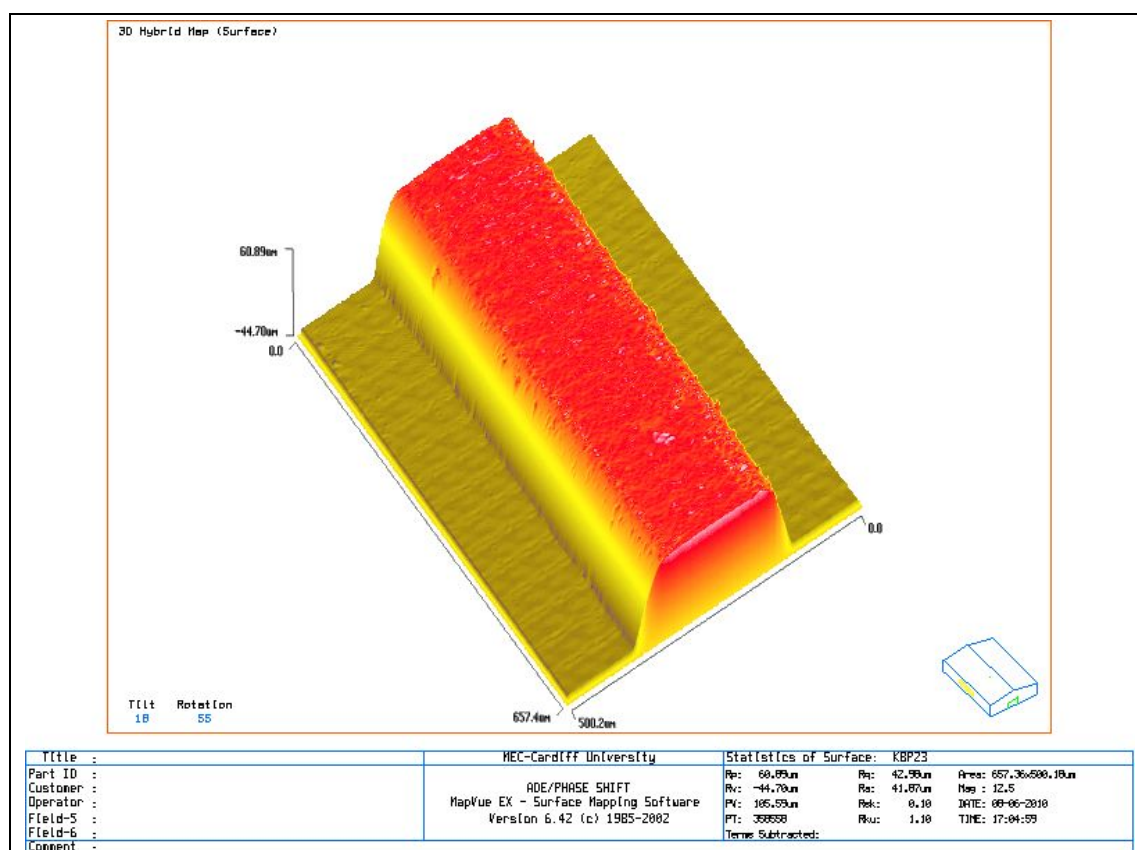 3D Hybrid Map (Surface)
60.89um
-44.70um
0.0
0.0
657.4um
500.2um
Tilt Rotation
18 55
Title : MEC-Cardiff University Statistics of Surface: KBP23
Part ID : Rp: 60.89um Rq: 42.98um Area: 657.36x500.18um
Customer : ADE/PHASE SHIFT Rv: -44.70um Ra: 41.87um Mag : 12.5
Operator : MapVue EX - Surface Mapping Software PV: 105.59um Rsk: 0.10 DATE: 08-06-2010
Field-5 : Version 6.42 (c) 1985-2002 PT: 358558 Rku: 1.10 TIME: 17:04:59
Field-6 : Terms Subtracted:
Comment :